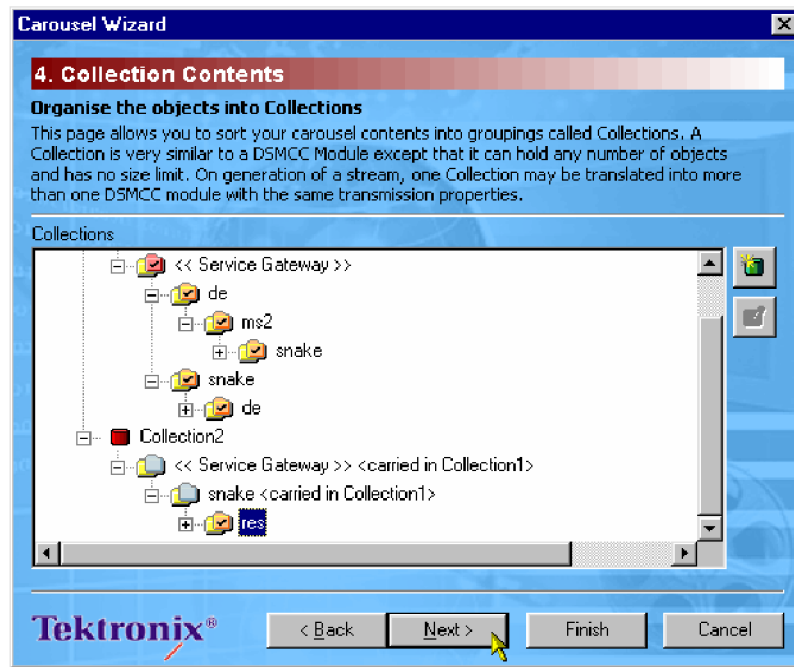 Carousel Wizard
4. Collection Contents
Organise the objects into Collections
This page allows you to sort your carousel contents into groupings called Collections. A
Collection is very similar to a DSMCC Module except that it can hold any number of objects
and has no size limit. On generation of a stream, one Collection may be translated into more
than one DSMCC module with the same transmission properties.
Collections
<< Service Gateway >>
de
ms2
snake
snake
de
Collection2
<< Service Gateway >> <carried in Collection1>
snake <carried in Collection1>
res
Tektronix®
< Back
Next >
Finish
Cancel